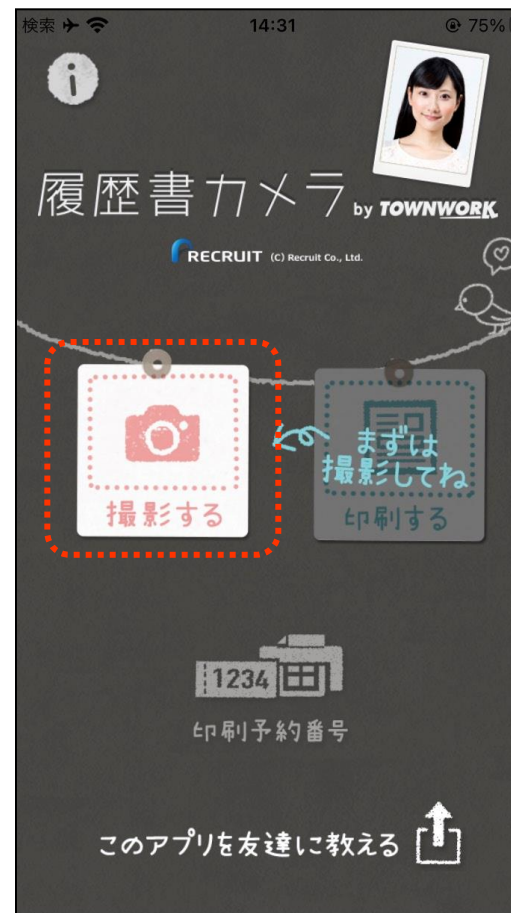 検索
14:31
75%
i
履歴書カメラ by TOWNWORK
RECRUIT (C) Recruit Co., Ltd.
まずは
撮影してね
撮影する
印刷する
1234
印刷予約番号
このアプリを友達に教える